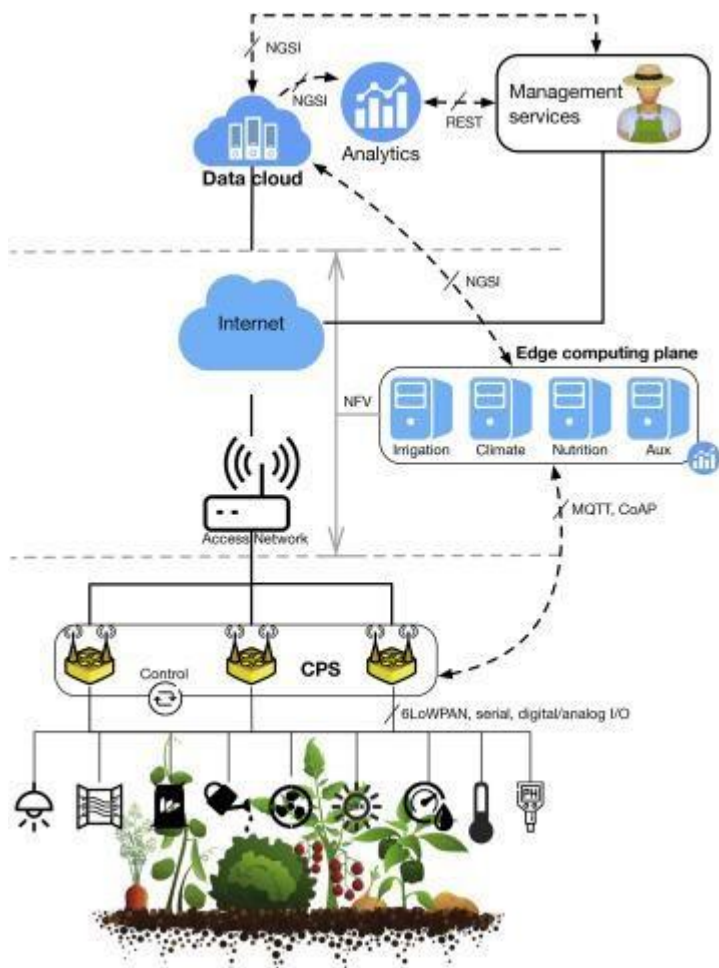 NGSI
NGSI
Analytics
REST
Management
services
Data cloud
NGSI
Internet
Edge computing plane
NFV
Irrigation
Climate
Nutrition
Aux
MQTT, CoAP
Access Network
CPS
Control
6LoWPAN, serial, digital/analog I/O
PH